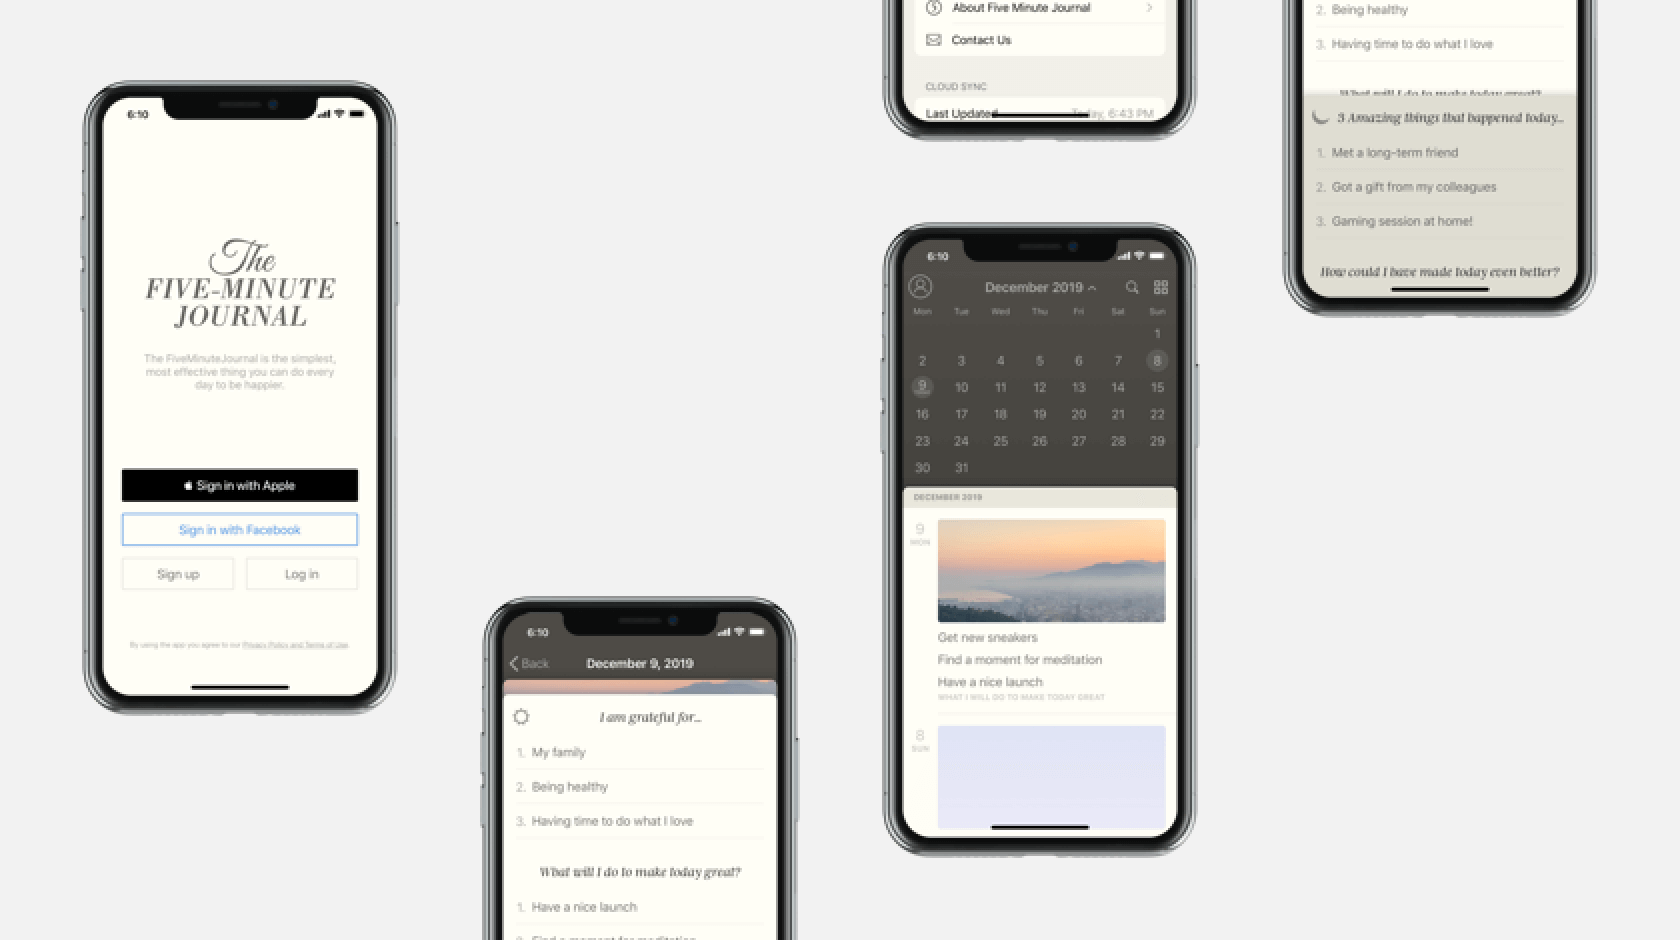 6:10
The
FIVE-MINUTE
JOURNAL
The FiveMinuteJournal is the simplest,
most effective thing you can do every
day to be happier.
Sign in with Apple
Sign in with Facebook
Sign up
Log in
By using the app you agree to our Privacy Policy and Terms of Use.
6:10
Back
December 9, 2019
I am grateful for...
1. My family
2. Being healthy
3. Having time to do what I love
What will I do to make today great?
1. Have a nice launch
2. Find a moment for meditation
About Five Minute Journal
Contact Us
CLOUD SYNC
Last Updated Today, 6:43 PM
6:10
December 2019
Mon Tue Wed Thu Fri Sat Sun
1
2 3 4 5 6 7 8
9 10 11 12 13 14 15
16 17 18 19 20 21 22
23 24 25 26 27 28 29
30 31
DECEMBER 2019
9
MON
Get new sneakers
Find a moment for meditation
Have a nice launch
WHAT I WILL DO TO MAKE TODAY GREAT
8
SUN
2. Being healthy
3. Having time to do what I love
What will I do to make today great?
3 Amazing things that happened today...
1. Met a long-term friend
2. Got a gift from my colleagues
3. Gaming session at home!
How could I have made today even better?